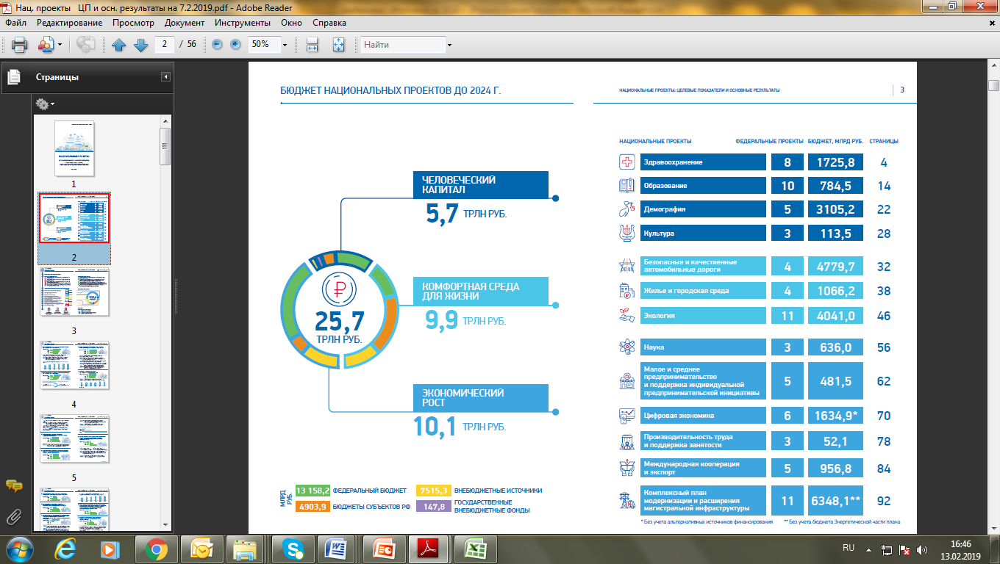 Нац. проекты ЦП и осн. результаты на 7.2.2019.pdf - Adobe Reader
Файл Редактирование Просмотр Документ Инструменты Окно Справка
2 / 56 50% Найти
Страницы
1
2
3
4
5
БЮДЖЕТ НАЦИОНАЛЬНЫХ ПРОЕКТОВ ДО 2024 Г.
ЧЕЛОВЕЧЕСКИЙ
КАПИТАЛ
5,7 ТРЛН РУБ.
25,7
ТРЛН РУБ.
КОМФОРТНАЯ СРЕДА
ДЛЯ ЖИЗНИ
9,9 ТРЛН РУБ.
ЭКОНОМИЧЕСКИЙ
РОСТ
10,1 ТРЛН РУБ.
МЛРД
РУБ.
13 158,2 ФЕДЕРАЛЬНЫЙ БЮДЖЕТ
4903,9 БЮДЖЕТЫ СУБЪЕКТОВ РФ
7515,3 ВНЕБЮДЖЕТНЫЕ ИСТОЧНИКИ
147,8 ГОСУДАРСТВЕННЫЕ
ВНЕБЮДЖЕТНЫЕ ФОНДЫ
НАЦИОНАЛЬНЫЕ ПРОЕКТЫ: ЦЕЛЕВЫЕ ПОКАЗАТЕЛИ И ОСНОВНЫЕ РЕЗУЛЬТАТЫ 3
НАЦИОНАЛЬНЫЕ ПРОЕКТЫ ФЕДЕРАЛЬНЫЕ ПРОЕКТЫ БЮДЖЕТ, МЛРД РУБ. СТРАНИЦЫ
Здравоохранение 8 1725,8 4
Образование 10 784,5 14
Демография 5 3105,2 22
Культура 3 113,5 28
Безопасные и качественные
автомобильные дороги 4 4779,7 32
Жилье и городская среда 4 1066,2 38
Экология 11 4041,0 46
Наука 3 636,0 56
Малое и среднее
предпринимательство
и поддержка индивидуальной
предпринимательской инициативы 5 481,5 62
Цифровая экономика 6 1634,9* 70
Производительность труда
и поддержка занятости 3 52,1 78
Международная кооперация
и экспорт 5 956,8 84
Комплексный план
модернизации и расширения
магистральной инфраструктуры 11 6348,1** 92
* Без учета альтернативных источников финансирования ** Без учета бюджета Энергетической части плана
RU 16:46
13.02.2019